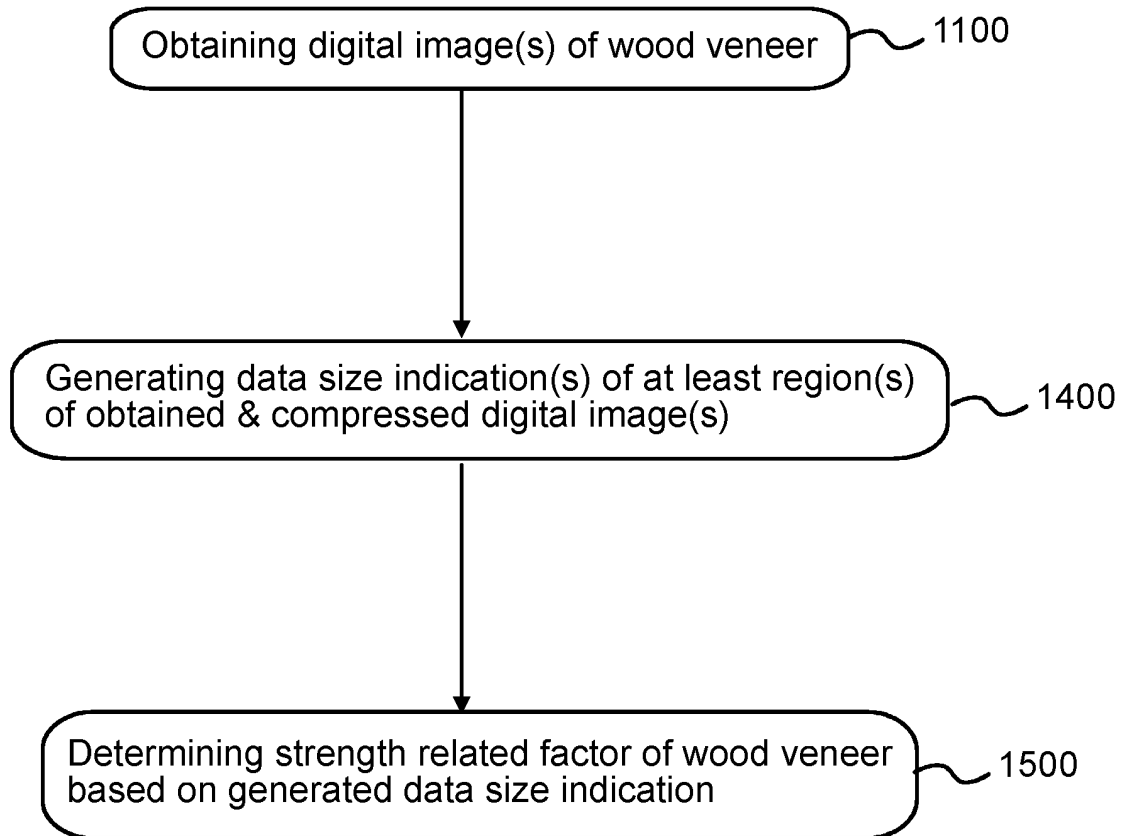 Obtaining digital image(s) of wood veneer
1100
Generating data size indication(s) of at least region(s)
of obtained & compressed digital image(s)
1400
Determining strength related factor of wood veneer
based on generated data size indication
1500